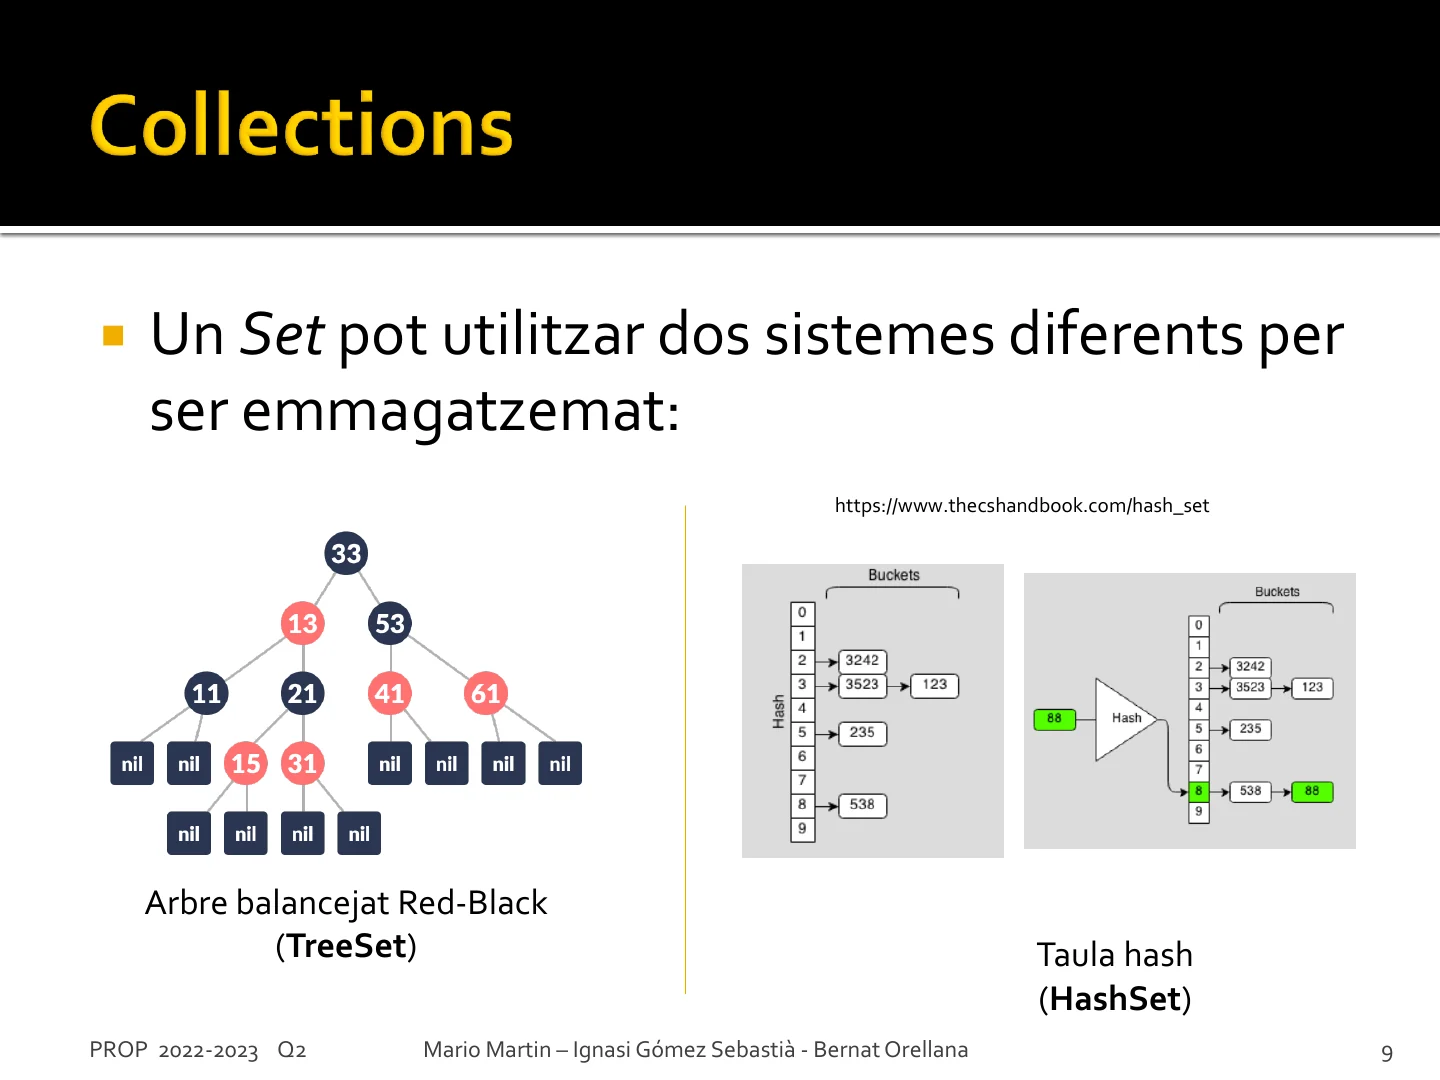 Collections
Un Set pot utilitzar dos sistemes diferents per
ser emmagatzemat:
33
13 53
11 21 41 61
nil nil 15 31 nil nil nil nil
nil nil nil nil
Arbre balancejat Red-Black
(TreeSet)
https://www.thecshandbook.com/hash_set
Buckets
Hash
0
1
2 3242
3 3523 123
4
5 235
6
7
8 538
9
Buckets
88 Hash
0
1
2 3242
3 3523 123
4
5 235
6
7
8 538 88
9
Taula hash
(HashSet)
PROP 2022-2023 Q2 Mario Martin – Ignasi Gómez Sebastià - Bernat Orellana 9